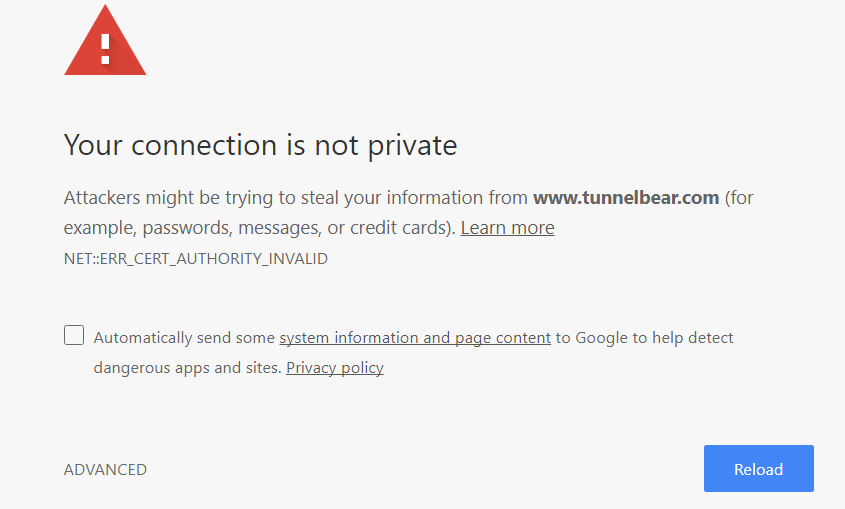 Your connection is not private
Attackers might be trying to steal your information from www.tunnelbear.com (for
example, passwords, messages, or credit cards). Learn more
NET::ERR_CERT_AUTHORITY_INVALID
Automatically send some system information and page content to Google to help detect
dangerous apps and sites. Privacy policy
ADVANCED
Reload